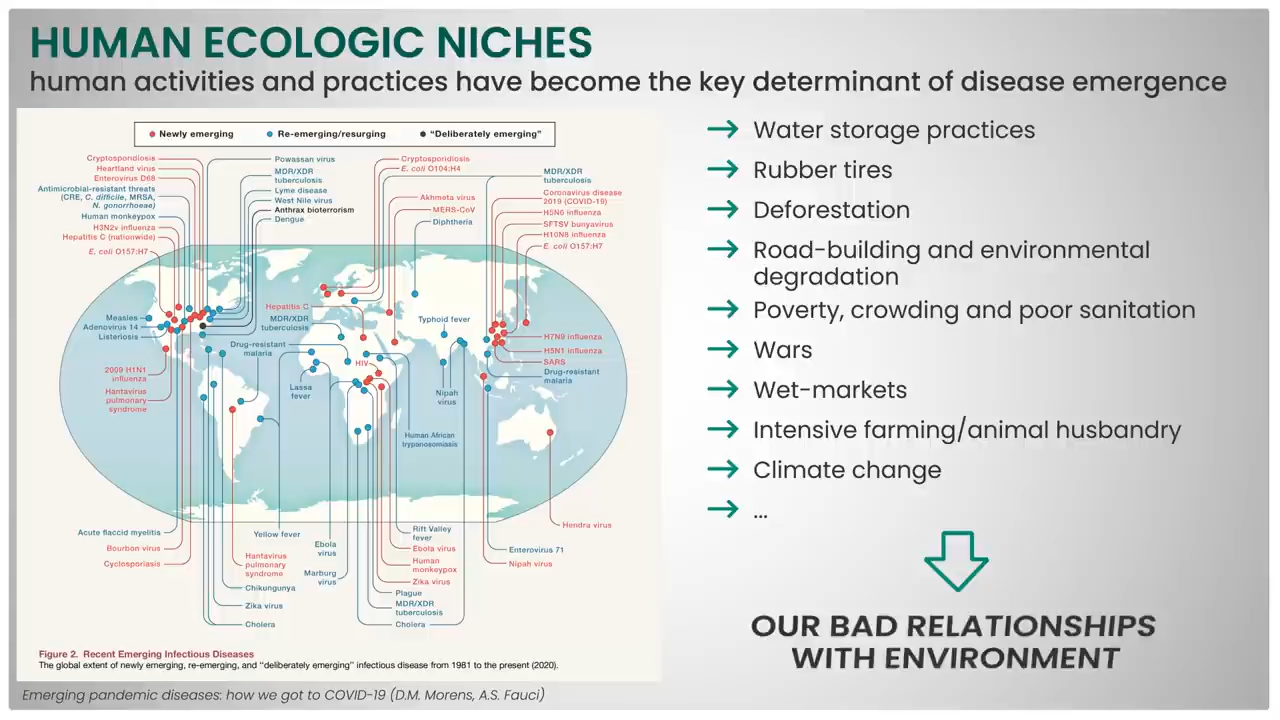 HUMAN ECOLOGIC NICHES
human activities and practices have become the key determinant of disease emergence
Newly emerging
Re-emerging/resurging
“Deliberately emerging”
Cryptospondiosis
Heartland virus
Enterovirus D68
Antimicrobial-resistant threats
(CRE, C. difficile, MRSA,
N. gonorrhoeae)
Human monkeypox
H3N2v influenza
Hepatitis C (nationwide)
E. coli O157:H7
Powassan virus
MDR/XDR
tuberculosis
Lyme disease
West Nile virus
Anthrax bioterrorism
Dengue
Cryptospondiosis
E. coli O104:H4
Akhmeta virus
MERS-CoV
Diphtheria
MDR/XDR
tuberculosis
Coronavirus disease
2019 (COVID-19)
H5N6 influenza
SFTSV bunyavirus
H10N8 influenza
E coli O157:H7
Measles
Adenovirus 14
Listeriosis
2009 H1N1
influenza
Hantavirus
pulmonary
syndrome
Hepatitis C
MDR/XDR
tuberculosis
Drug-resistant
malaria
Lassa
fever
HIV
Human African
trypanosomiasis
Typhoid fever
Nipah
virus
H7N9 influenza
H5N1 influenza
SARS
Drug-resistant
malaria
Acute flaccid myelitis
Bourbon virus
Cyclosporiasis
Yellow fever
Hantavirus
pulmonary
syndrome
Chikungunya
Zika virus
Cholera
Ebola
virus
Marburg
virus
Rift Valley
fever
Ebola virus
Human
monkeypox
Zika virus
Plague
MDR/XDR
tuberculosis
Cholera
Enterovirus 71
Nipah virus
Hendra virus
Figure 2. Recent Emerging Infectious Diseases
The global extent of newly emerging, re-emerging, and “deliberately emerging” infectious disease from 1981 to the present (2020).
Emerging pandemic diseases: how we got to COVID-19 (D.M. Morens, A.S. Fauci)
→ Water storage practices
→ Rubber tires
→ Deforestation
→ Road-building and environmental
degradation
→ Poverty, crowding and poor sanitation
→ Wars
→ Wet-markets
→ Intensive farming/animal husbandry
→ Climate change
→ ...
OUR BAD RELATIONSHIPS
WITH ENVIRONMENT